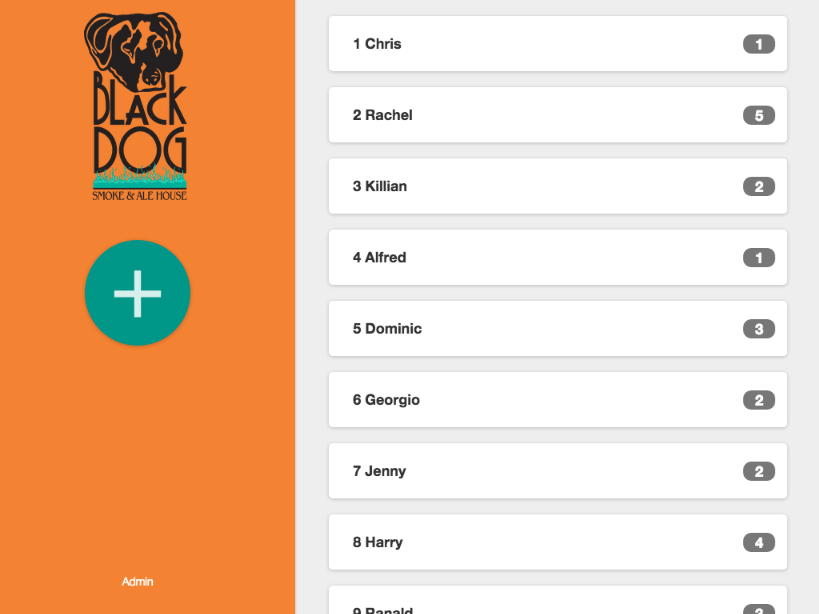 BLACK
DOG
SMOKE & ALE HOUSE
Admin
1 Chris 1
2 Rachel 5
3 Killian 2
4 Alfred 1
5 Dominic 3
6 Georgio 2
7 Jenny 2
8 Harry 4
9 Ranald